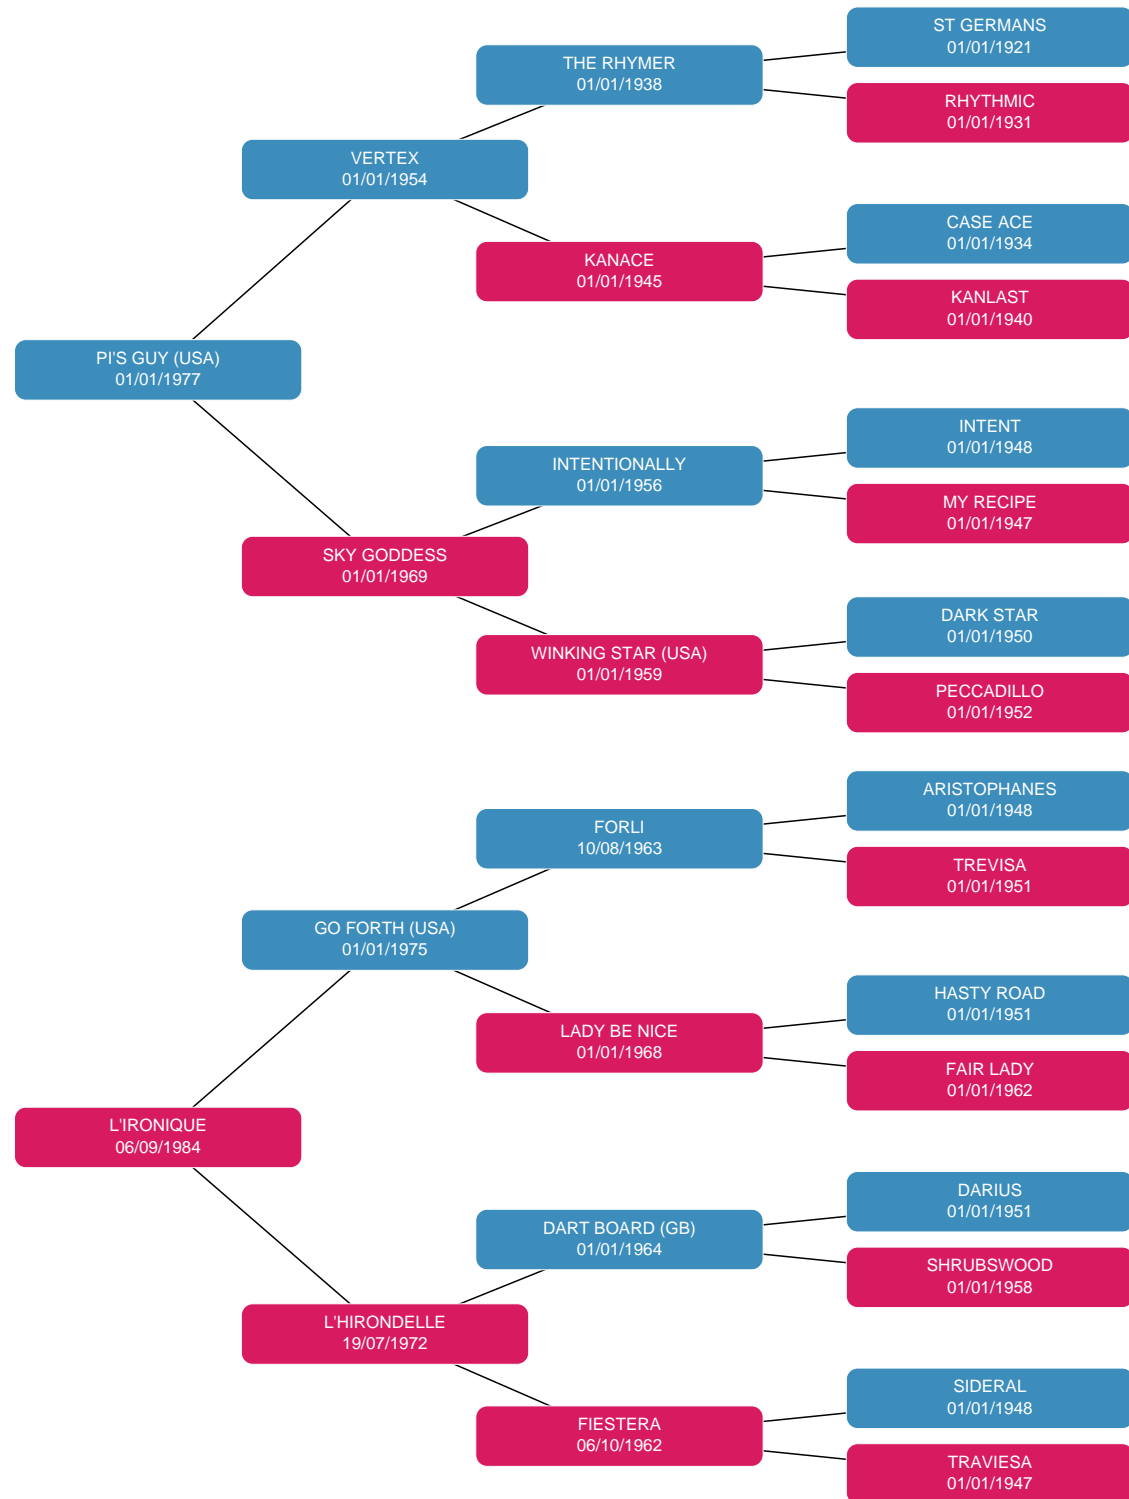 ST GERMANS
01/01/1921
THE RHYMER
01/01/1938
RHYTHMIC
01/01/1931
VERTEX
01/01/1954
CASE ACE
01/01/1934
KANACE
01/01/1945
KANLAST
01/01/1940
PI'S GUY (USA)
01/01/1977
INTENT
01/01/1948
INTENTIONALLY
01/01/1956
MY RECIPE
01/01/1947
SKY GODDESS
01/01/1969
DARK STAR
01/01/1950
WINKING STAR (USA)
01/01/1959
PECCADILLO
01/01/1952
ARISTOPHANES
01/01/1948
FORLI
10/08/1963
TREVISA
01/01/1951
GO FORTH (USA)
01/01/1975
HASTY ROAD
01/01/1951
LADY BE NICE
01/01/1968
FAIR LADY
01/01/1962
L'IRONIQUE
06/09/1984
DARIUS
01/01/1951
DART BOARD (GB)
01/01/1964
SHRUBSWOOD
01/01/1958
L'HIRONDELLE
19/07/1972
SIDERAL
01/01/1948
FIESTERA
06/10/1962
TRAVIESA
01/01/1947